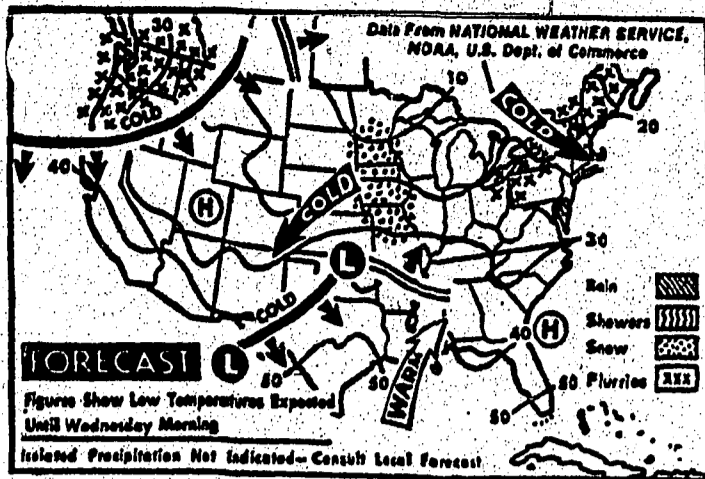 30
Data From NATIONAL WEATHER SERVICE,
NOAA, U.S. Dept. of Commerce
10
COLD
COLD
20
40
H
COLD
30
L
COLD
Rain
Showers
Snow
Flurries
40 H
FORECAST
L
50
50
WARM
50
50
Figures Show Low Temperatures Expected
Until Wednesday Morning
Isolated Precipitation Not Indicated - Consult Local Forecast